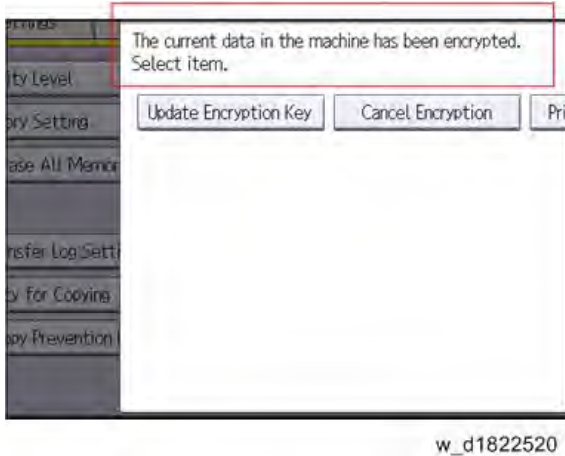 The current data in the machine has been encrypted.
Select item.
ity Level
Update Encryption Key
Cancel Encryption
Pri
ory Setting
ase All Memor
nsfer Log Setti
ty for Copying
opy Prevention
w_d1822520